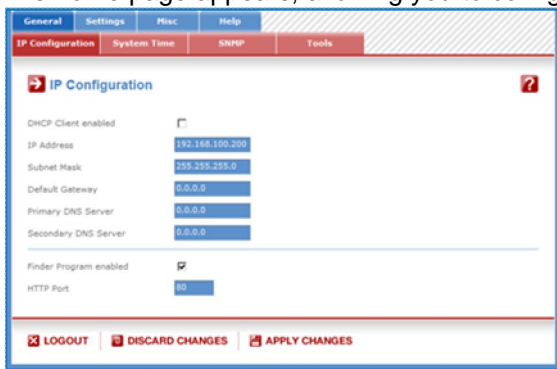 General Settings Misc Help
IP Configuration System Time SNMP Tools
IP Configuration
?
DHCP Client enabled
IP Address 192.168.100.200
Subnet Mask 255.255.255.0
Default Gateway 0.0.0.0
Primary DNS Server 0.0.0.0
Secondary DNS Server 0.0.0.0
Finder Program enabled
HTTP Port 80
LOGOUT DISCARD CHANGES APPLY CHANGES